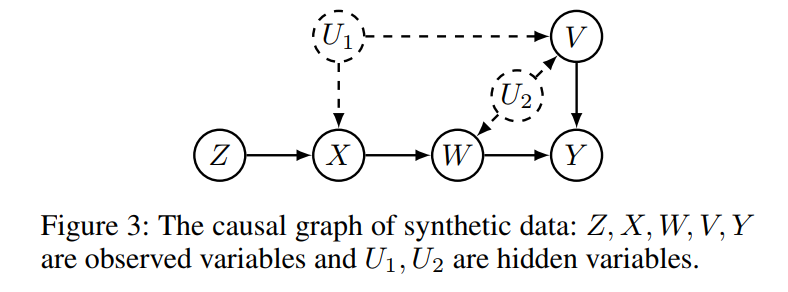 U1
V
U2
Z
X
W
Y
Figure 3: The causal graph of synthetic data: Z, X, W, V, Y
are observed variables and U1, U2 are hidden variables.